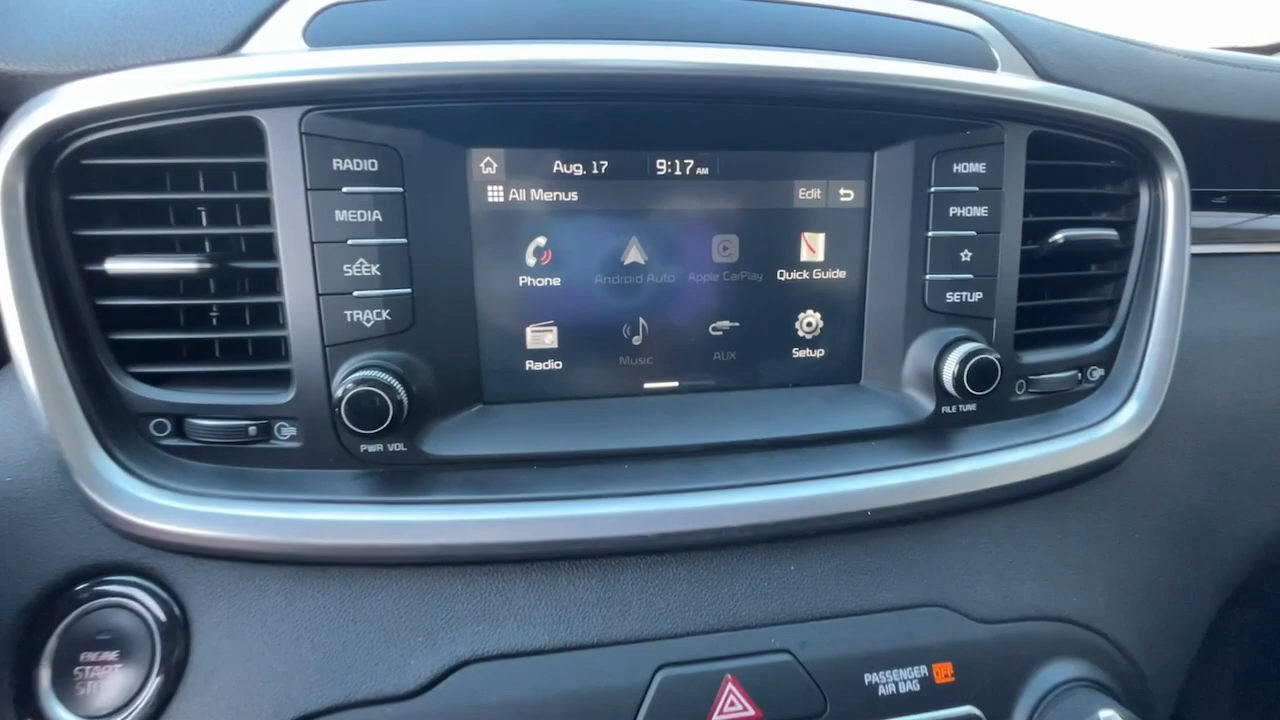 RADIO
MEDIA
SEEK
TRACK
PWR VOL
Aug. 17 9:17 AM
All Menus Edit
Phone Android Auto Apple CarPlay Quick Guide
Radio Music AUX Setup
HOME
PHONE
SETUP
FILE TUNE
ENGINE
START
STOP
PASSENGER OFF
AIR BAG